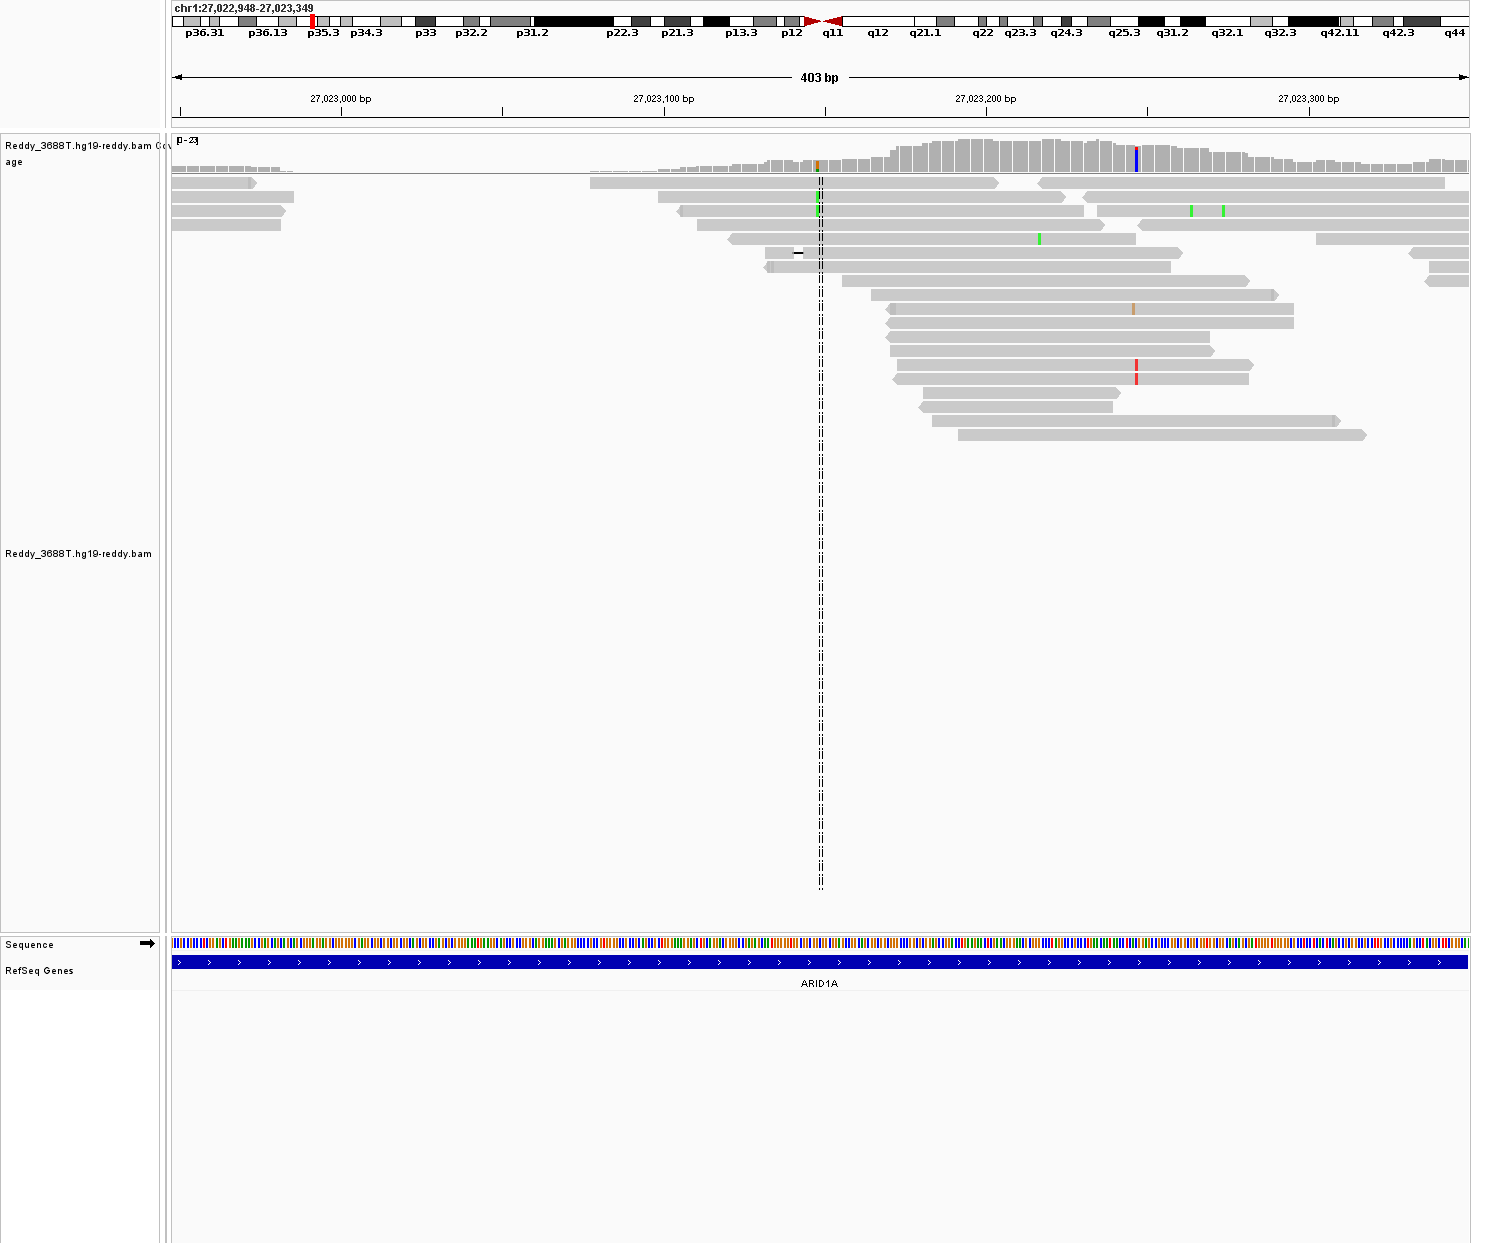 chr1:27,022,948-27,023,349
p36.31 p36.13 p35.3 p34.3 p33 p32.2 p31.2 p22.3 p21.3 p13.3 p12 q11 q12 q21.1 q22 q23.3 q24.3 q25.3 q31.2 q32.1 q32.3 q42.11 q42.3 q44
403 bp
27,023,000 bp 27,023,100 bp 27,023,200 bp 27,023,300 bp
Reddy_3688T.hg19-reddy.bam Cov
age
[0-23]
Reddy_3688T.hg19-reddy.bam
Sequence
RefSeq Genes
ARID1A